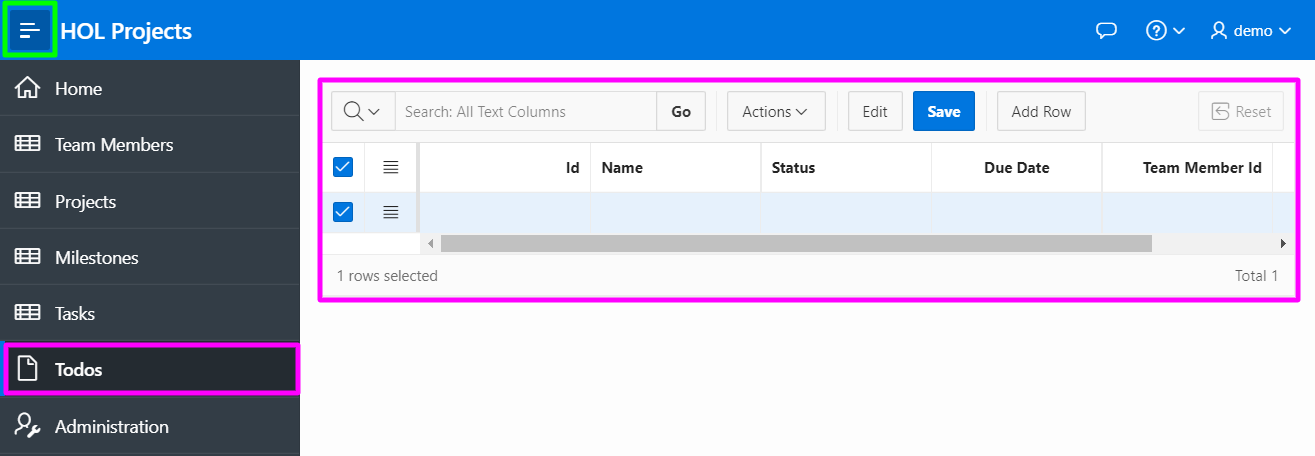 HOL Projects
demo
Home
Team Members
Projects
Milestones
Tasks
Todos
Administration
Search: All Text Columns Go Actions Edit Save Add Row Reset
Id Name Status Due Date Team Member Id
1 rows selected Total 1